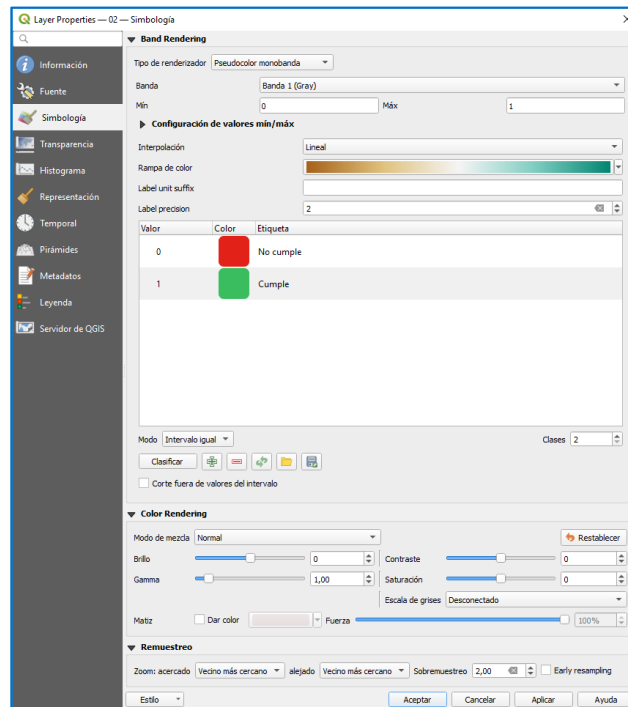 Layer Properties — 02 — Simbología
Información
Fuente
Simbología
Transparencia
Histograma
Representación
Temporal
Pirámides
Metadatos
Leyenda
Servidor de QGIS
Band Rendering
Tipo de renderizador Pseudocolor monobanda
Banda Banda 1 (Gray)
Mín 0 Máx 1
Configuración de valores mín/máx
Interpolación Lineal
Rampa de color
Label unit suffix
Label precision 2
Valor Color Etiqueta
0 No cumple
1 Cumple
Modo Intervalo igual Clases 2
Clasificar
Corte fuera de valores del intervalo
Color Rendering
Modo de mezcla Normal Restablecer
Brillo 0 Contraste 0
Gamma 1,00 Saturación 0
Escala de grises Desconectado
Matiz Dar color Fuerza 100%
Remuestreo
Zoom: acercado Vecino más cercano alejado Vecino más cercano Sobremuestreo 2,00 Early resampling
Estilo Aceptar Cancelar Aplicar Ayuda